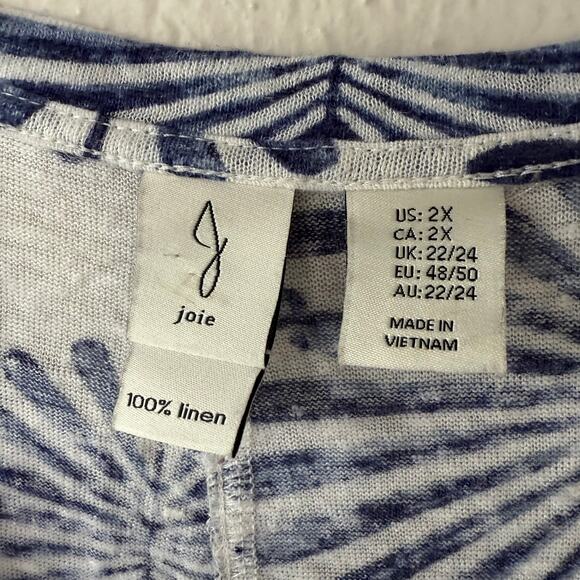 joie
100% linen
US: 2X
CA: 2X
UK: 22/24
EU: 48/50
AU: 22/24
MADE IN
VIETNAM